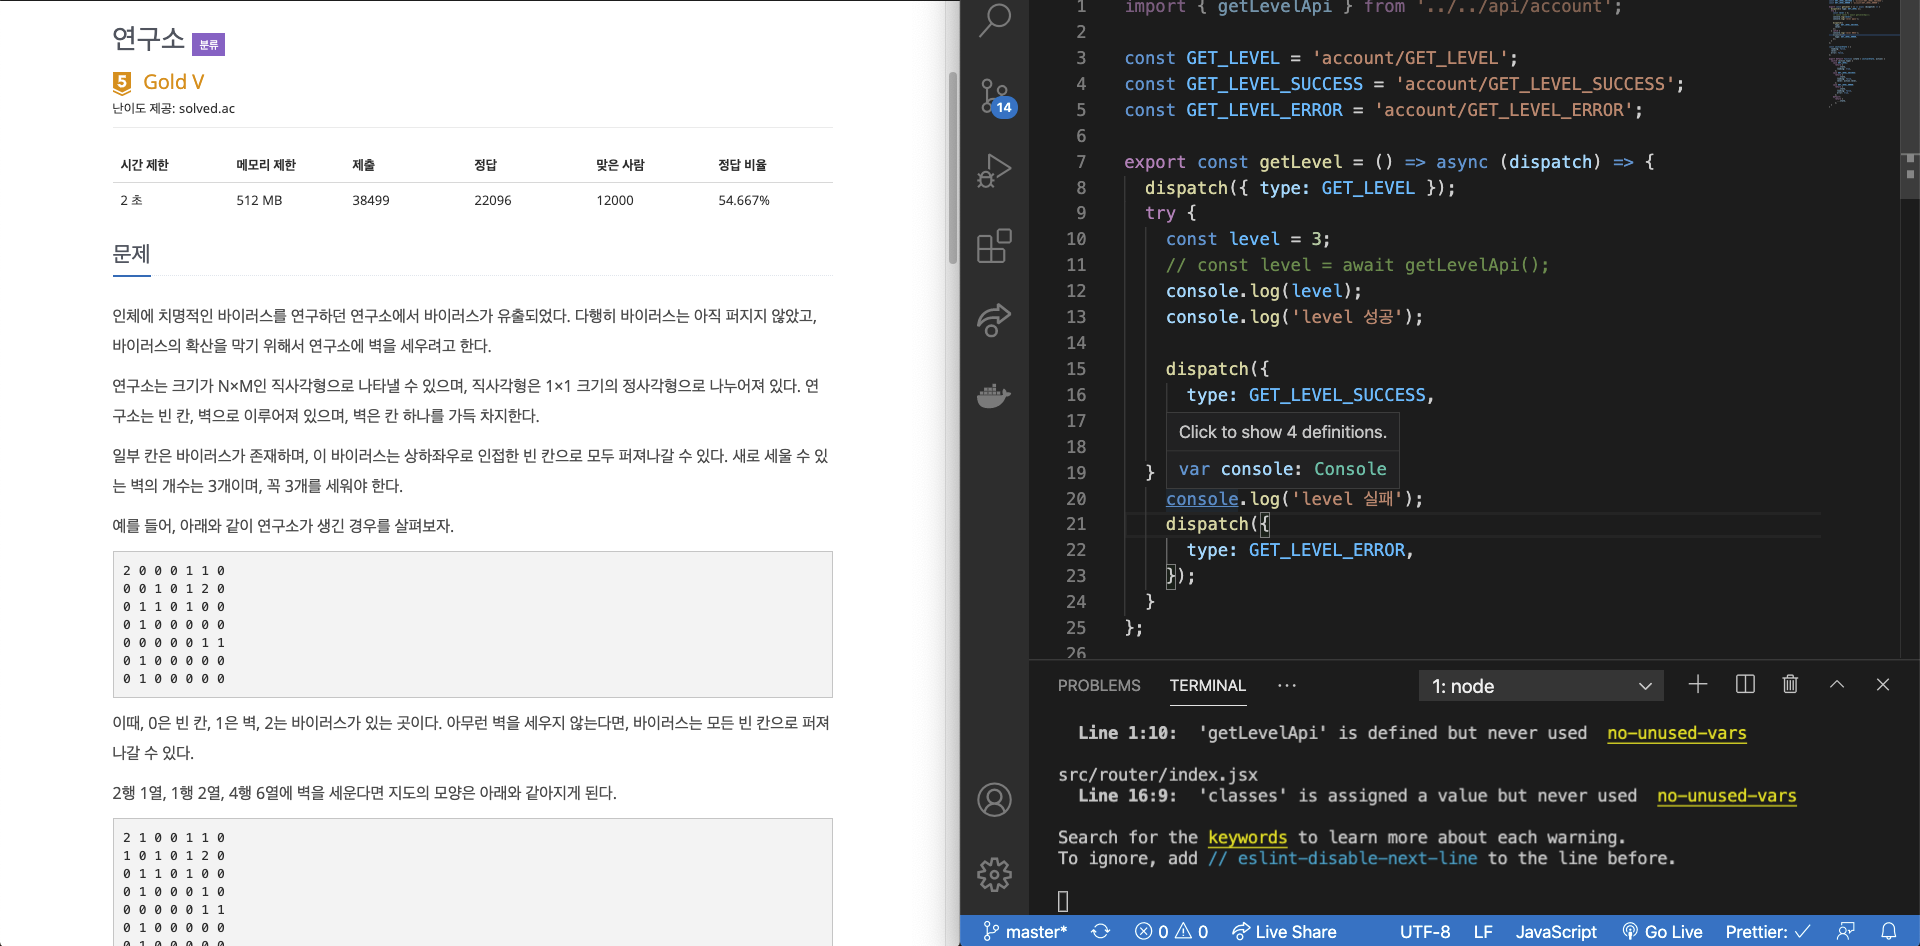 연구소 분류
5 Gold V
난이도 제공: solved.ac
시간 제한 메모리 제한 제출 정답 맞은 사람 정답 비율
2 초 512 MB 38499 22096 12000 54.667%
문제
인체에 치명적인 바이러스를 연구하던 연구소에서 바이러스가 유출되었다. 다행히 바이러스는 아직 퍼지지 않았고,
바이러스의 확산을 막기 위해서 연구소에 벽을 세우려고 한다.
연구소는 크기가 N×M인 직사각형으로 나타낼 수 있으며, 직사각형은 1×1 크기의 정사각형으로 나누어져 있다. 연
구소는 빈 칸, 벽으로 이루어져 있으며, 벽은 칸 하나를 가득 차지한다.
일부 칸은 바이러스가 존재하며, 이 바이러스는 상하좌우로 인접한 빈 칸으로 모두 퍼져나갈 수 있다. 새로 세울 수 있
는 벽의 개수는 3개이며, 꼭 3개를 세워야 한다.
예를 들어, 아래와 같이 연구소가 생긴 경우를 살펴보자.
2 0 0 0 1 1 0
0 0 1 0 1 2 0
0 1 1 0 1 0 0
0 1 0 0 0 0 0
0 0 0 0 0 1 1
0 1 0 0 0 0 0
0 1 0 0 0 0 0
이때, 0은 빈 칸, 1은 벽, 2는 바이러스가 있는 곳이다. 아무런 벽을 세우지 않는다면, 바이러스는 모든 빈 칸으로 퍼져
나갈 수 있다.
2행 1열, 1행 2열, 4행 6열에 벽을 세운다면 지도의 모양은 아래와 같아지게 된다.
2 1 0 0 1 1 0
1 0 1 0 1 2 0
0 1 1 0 1 0 0
0 1 0 0 0 1 0
0 0 0 0 0 1 1
0 1 0 0 0 0 0
0 1 0 0 0 0 0
14
1 import { getLevelApi } from '../../api/account';
2
3 const GET_LEVEL = 'account/GET_LEVEL';
4 const GET_LEVEL_SUCCESS = 'account/GET_LEVEL_SUCCESS';
5 const GET_LEVEL_ERROR = 'account/GET_LEVEL_ERROR';
6
7 export const getLevel = () => async (dispatch) => {
8 dispatch({ type: GET_LEVEL });
9 try {
10 const level = 3;
11 // const level = await getLevelApi();
12 console.log(level);
13 console.log('level 성공');
14
15 dispatch({
16 type: GET_LEVEL_SUCCESS,
17 Click to show 4 definitions.
18 var console: Console
19 }
20 console.log('level 실패');
21 dispatch({
22 type: GET_LEVEL_ERROR,
23 });
24 }
25 };
26
PROBLEMS TERMINAL ··· 1: node
Line 1:10: 'getLevelApi' is defined but never used no-unused-vars
src/router/index.jsx
Line 16:9: 'classes' is assigned a value but never used no-unused-vars
Search for the keywords to learn more about each warning.
To ignore, add // eslint-disable-next-line to the line before.
master* 0 0 Live Share UTF-8 LF JavaScript Go Live Prettier: ✓